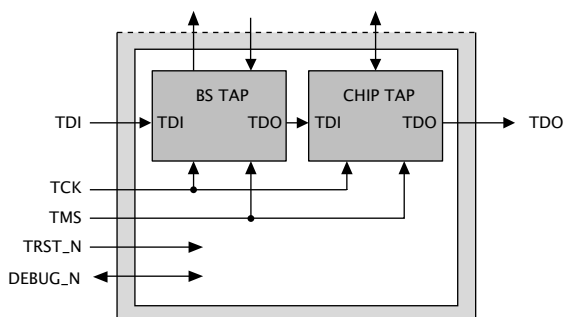 BS TAP
CHIP TAP
TDI
TDI
TDO
TDI
TDO
TDO
TCK
TMS
TRST_N
DEBUG_N